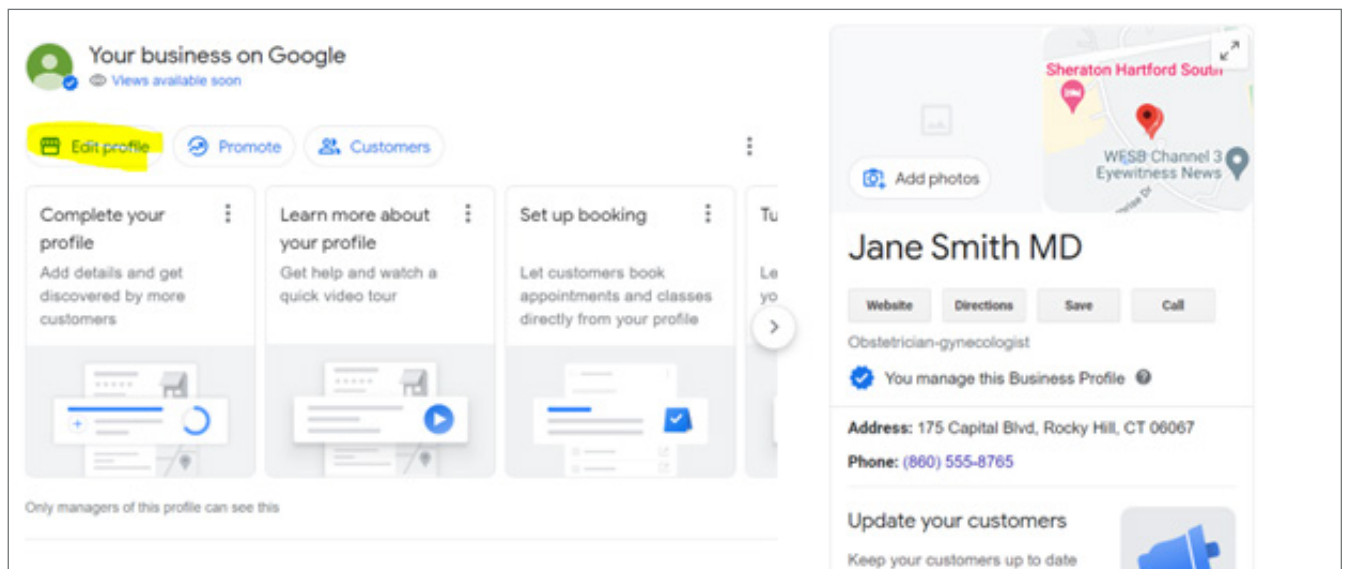 Your business on Google
Views available soon
Edit profile
Promote
Customers
Complete your
profile
Add details and get
discovered by more
customers
Learn more about
your profile
Get help and watch a
quick video tour
Set up booking
Let customers book
appointments and classes
directly from your profile
Tu
Le
yo
Only managers of this profile can see this
Sheraton Hartford South
WFSB Channel 3
Eyewitness News
Add photos
Jane Smith MD
Website
Directions
Save
Call
Obstetrician-gynecologist
You manage this Business Profile
Address: 175 Capital Blvd, Rocky Hill, CT 06067
Phone: (860) 555-8765
Update your customers
Keep your customers up to date